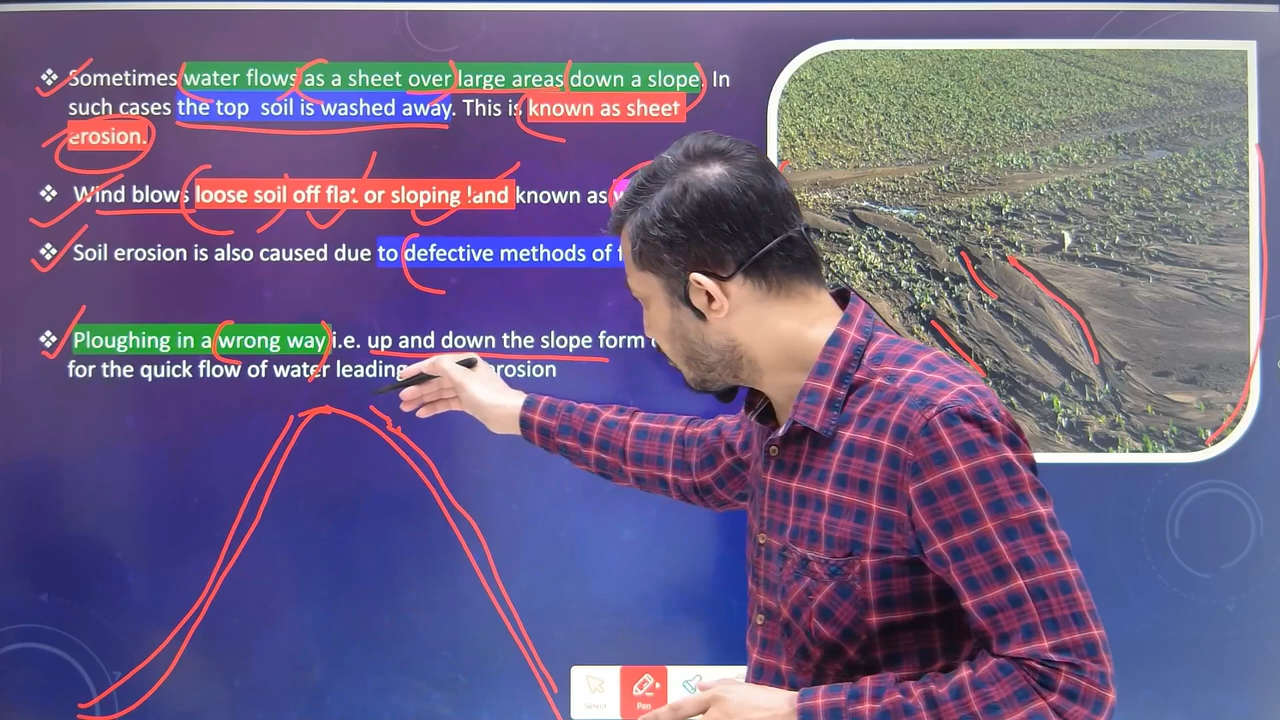 Sometimes water flows as a sheet over large areas down a slope. In
such cases the top soil is washed away. This is known as sheet
erosion.
Wind blows loose soil off flat or sloping land known as
Soil erosion is also caused due to defective methods of
Ploughing in a wrong way i.e. up and down the slope form
for the quick flow of water leading erosion
Select
Pen